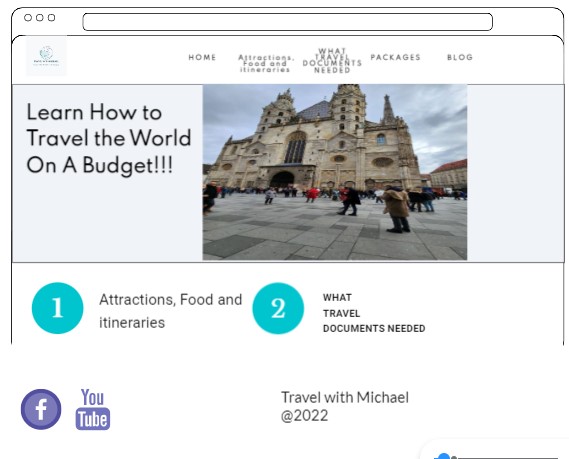 HOME
Attractions,
Food and
itineraries
WHAT
TRAVEL
DOCUMENTS
NEEDED
PACKAGES
BLOG
Learn How to
Travel the World
On A Budget!!!
1
Attractions, Food and
itineraries
2
WHAT
TRAVEL
DOCUMENTS NEEDED
f
You
Tube
Travel with Michael
@2022